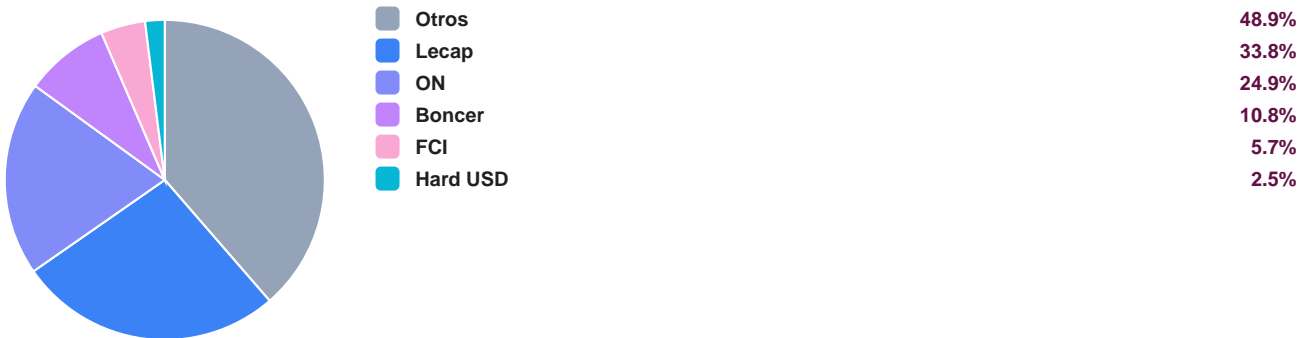 Otros 48.9%
Lecap 33.8%
ON 24.9%
Boncer 10.8%
FCI 5.7%
Hard USD 2.5%